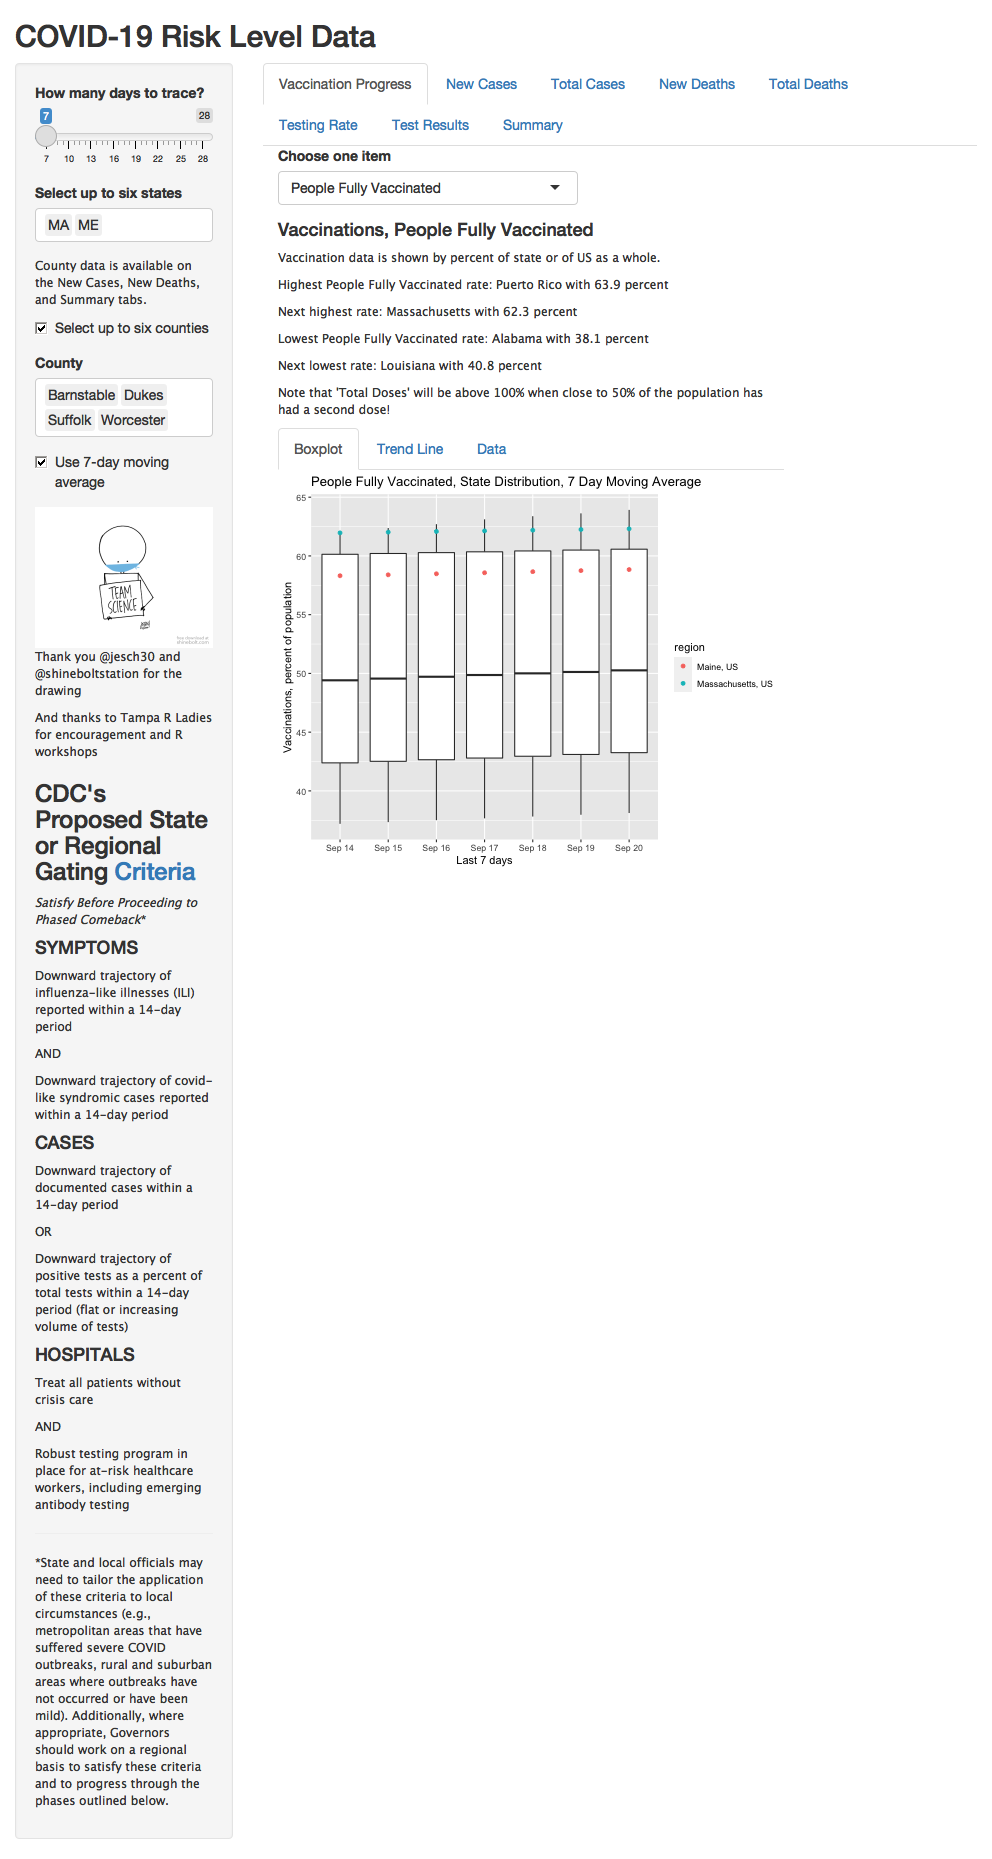 COVID-19 Risk Level Data
How many days to trace?
7
28
7 10 13 16 19 22 25 28
Select up to six states
MA ME
County data is available on
the New Cases, New Deaths,
and Summary tabs.
Select up to six counties
County
Barnstable Dukes
Suffolk Worcester
Use 7-day moving
average
TEAM
SCIENCE
Thank you @jesch30 and
@shineboltstation for the
drawing
And thanks to Tampa R Ladies
for encouragement and R
workshops
CDC's
Proposed State
or Regional
Gating Criteria
Satisfy Before Proceeding to
Phased Comeback*
SYMPTOMS
Downward trajectory of
influenza-like illnesses (ILI)
reported within a 14-day
period
AND
Downward trajectory of covid-
like syndromic cases reported
within a 14-day period
CASES
Downward trajectory of
documented cases within a
14-day period
OR
Downward trajectory of
positive tests as a percent of
total tests within a 14-day
period (flat or increasing
volume of tests)
HOSPITALS
Treat all patients without
crisis care
AND
Robust testing program in
place for at-risk healthcare
workers, including emerging
antibody testing
*State and local officials may
need to tailor the application
of these criteria to local
circumstances (e.g.,
metropolitan areas that have
suffered severe COVID
outbreaks, rural and suburban
areas where outbreaks have
not occurred or have been
mild). Additionally, where
appropriate, Governors
should work on a regional
basis to satisfy these criteria
and to progress through the
phases outlined below.
Vaccination Progress New Cases Total Cases New Deaths Total Deaths
Testing Rate Test Results Summary
Choose one item
People Fully Vaccinated
Vaccinations, People Fully Vaccinated
Vaccination data is shown by percent of state or of US as a whole.
Highest People Fully Vaccinated rate: Puerto Rico with 63.9 percent
Next highest rate: Massachusetts with 62.3 percent
Lowest People Fully Vaccinated rate: Alabama with 38.1 percent
Next lowest rate: Louisiana with 40.8 percent
Note that 'Total Doses' will be above 100% when close to 50% of the population has
had a second dose!
Boxplot Trend Line Data
People Fully Vaccinated, State Distribution, 7 Day Moving Average
Vaccinations, percent of population
65
60
55
50
45
40
Sep 14 Sep 15 Sep 16 Sep 17 Sep 18 Sep 19 Sep 20
Last 7 days
region
Maine, US
Massachusetts, US